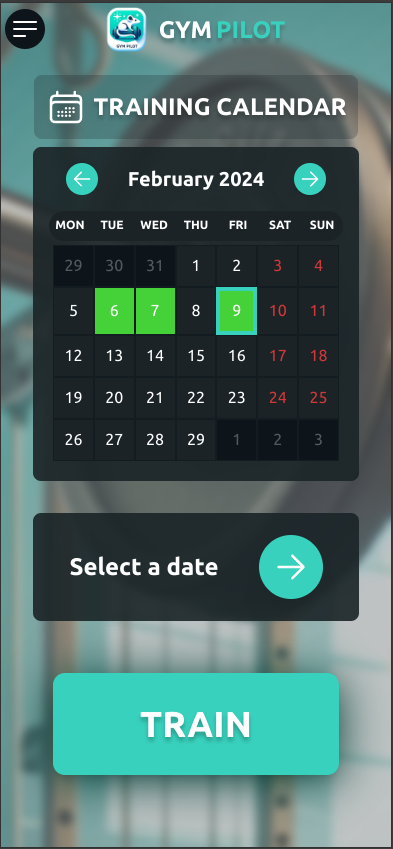 GYM PILOT
GYM PILOT
TRAINING CALENDAR
February 2024
MON TUE WED THU FRI SAT SUN
29 30 31 1 2 3 4
5 6 7 8 9 10 11
12 13 14 15 16 17 18
19 20 21 22 23 24 25
26 27 28 29 1 2 3
Select a date
TRAIN